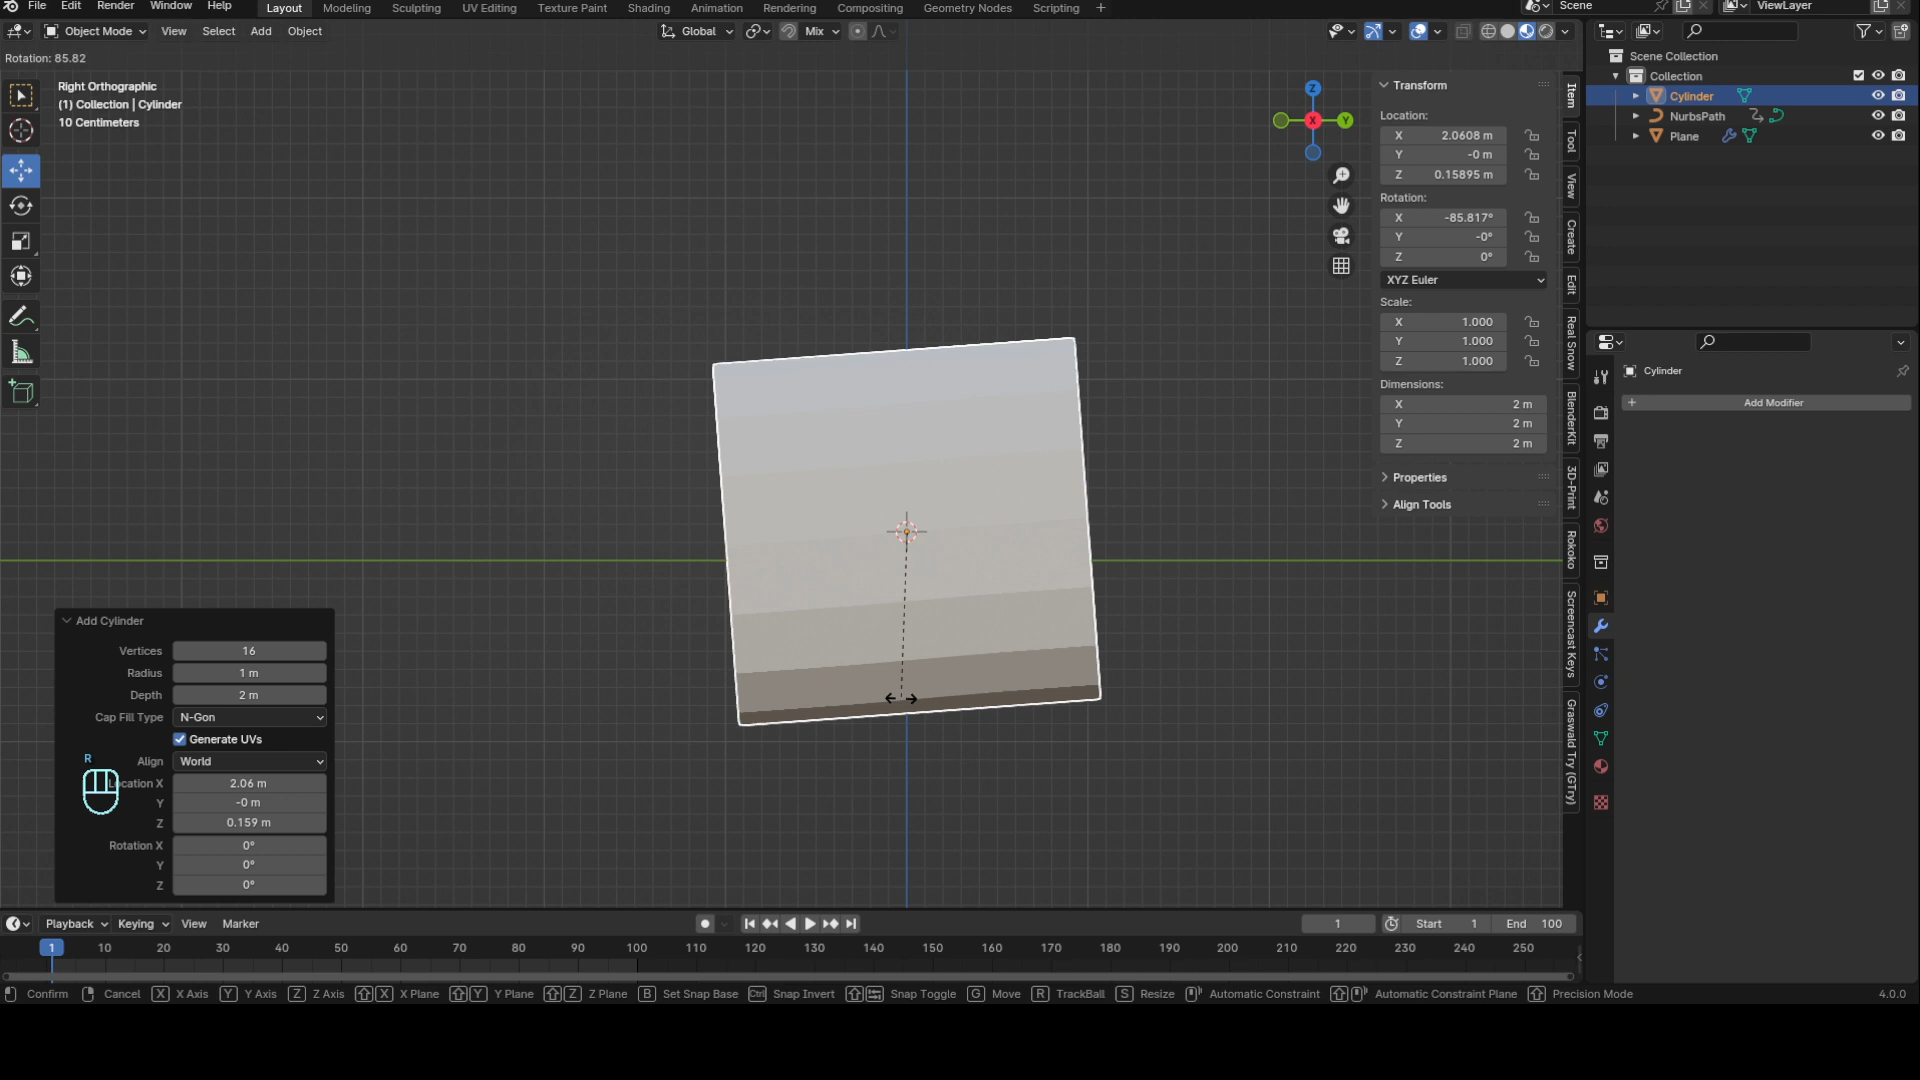 File Edit Render Window Help Layout Modeling Sculpting UV Editing Texture Paint Shading Animation Rendering Compositing Geometry Nodes Scripting + Scene ViewLayer
Object Mode View Select Add Object Global Mix
Rotation: 85.82
Right Orthographic
(1) Collection | Cylinder
10 Centimeters
Z
X
Y
Transform
Location:
X 2.0608 m
Y -0 m
Z 0.15895 m
Rotation:
X -85.817°
Y -0°
Z 0°
XYZ Euler
Scale:
X 1.000
Y 1.000
Z 1.000
Dimensions:
X 2 m
Y 2 m
Z 2 m
Properties
Align Tools
Item
Tool
View
Create
Edit
Real Snow
BlenderKit
3D-Print
Rokoko
Screencast Keys
Graswald Try (GTry)
Scene Collection
Collection
Cylinder
NurbsPath
Plane
Cylinder
+ Add Modifier
Add Cylinder
Vertices 16
Radius 1 m
Depth 2 m
Cap Fill Type N-Gon
Generate UVs
Align World
R
ocation X 2.06 m
Y -0 m
Z 0.159 m
Rotation X 0°
Y 0°
Z 0°
Playback Keying View Marker 1 Start 1 End 100
1 10 20 30 40 50 60 70 80 90 100 110 120 130 140 150 160 170 180 190 200 210 220 230 240 250
Confirm Cancel X X Axis Y Y Axis Z Z Axis X X Plane Y Y Plane Z Z Plane B Set Snap Base Ctrl Snap Invert Snap Toggle G Move R TrackBall S Resize Automatic Constraint Automatic Constraint Plane Precision Mode 4.0.0